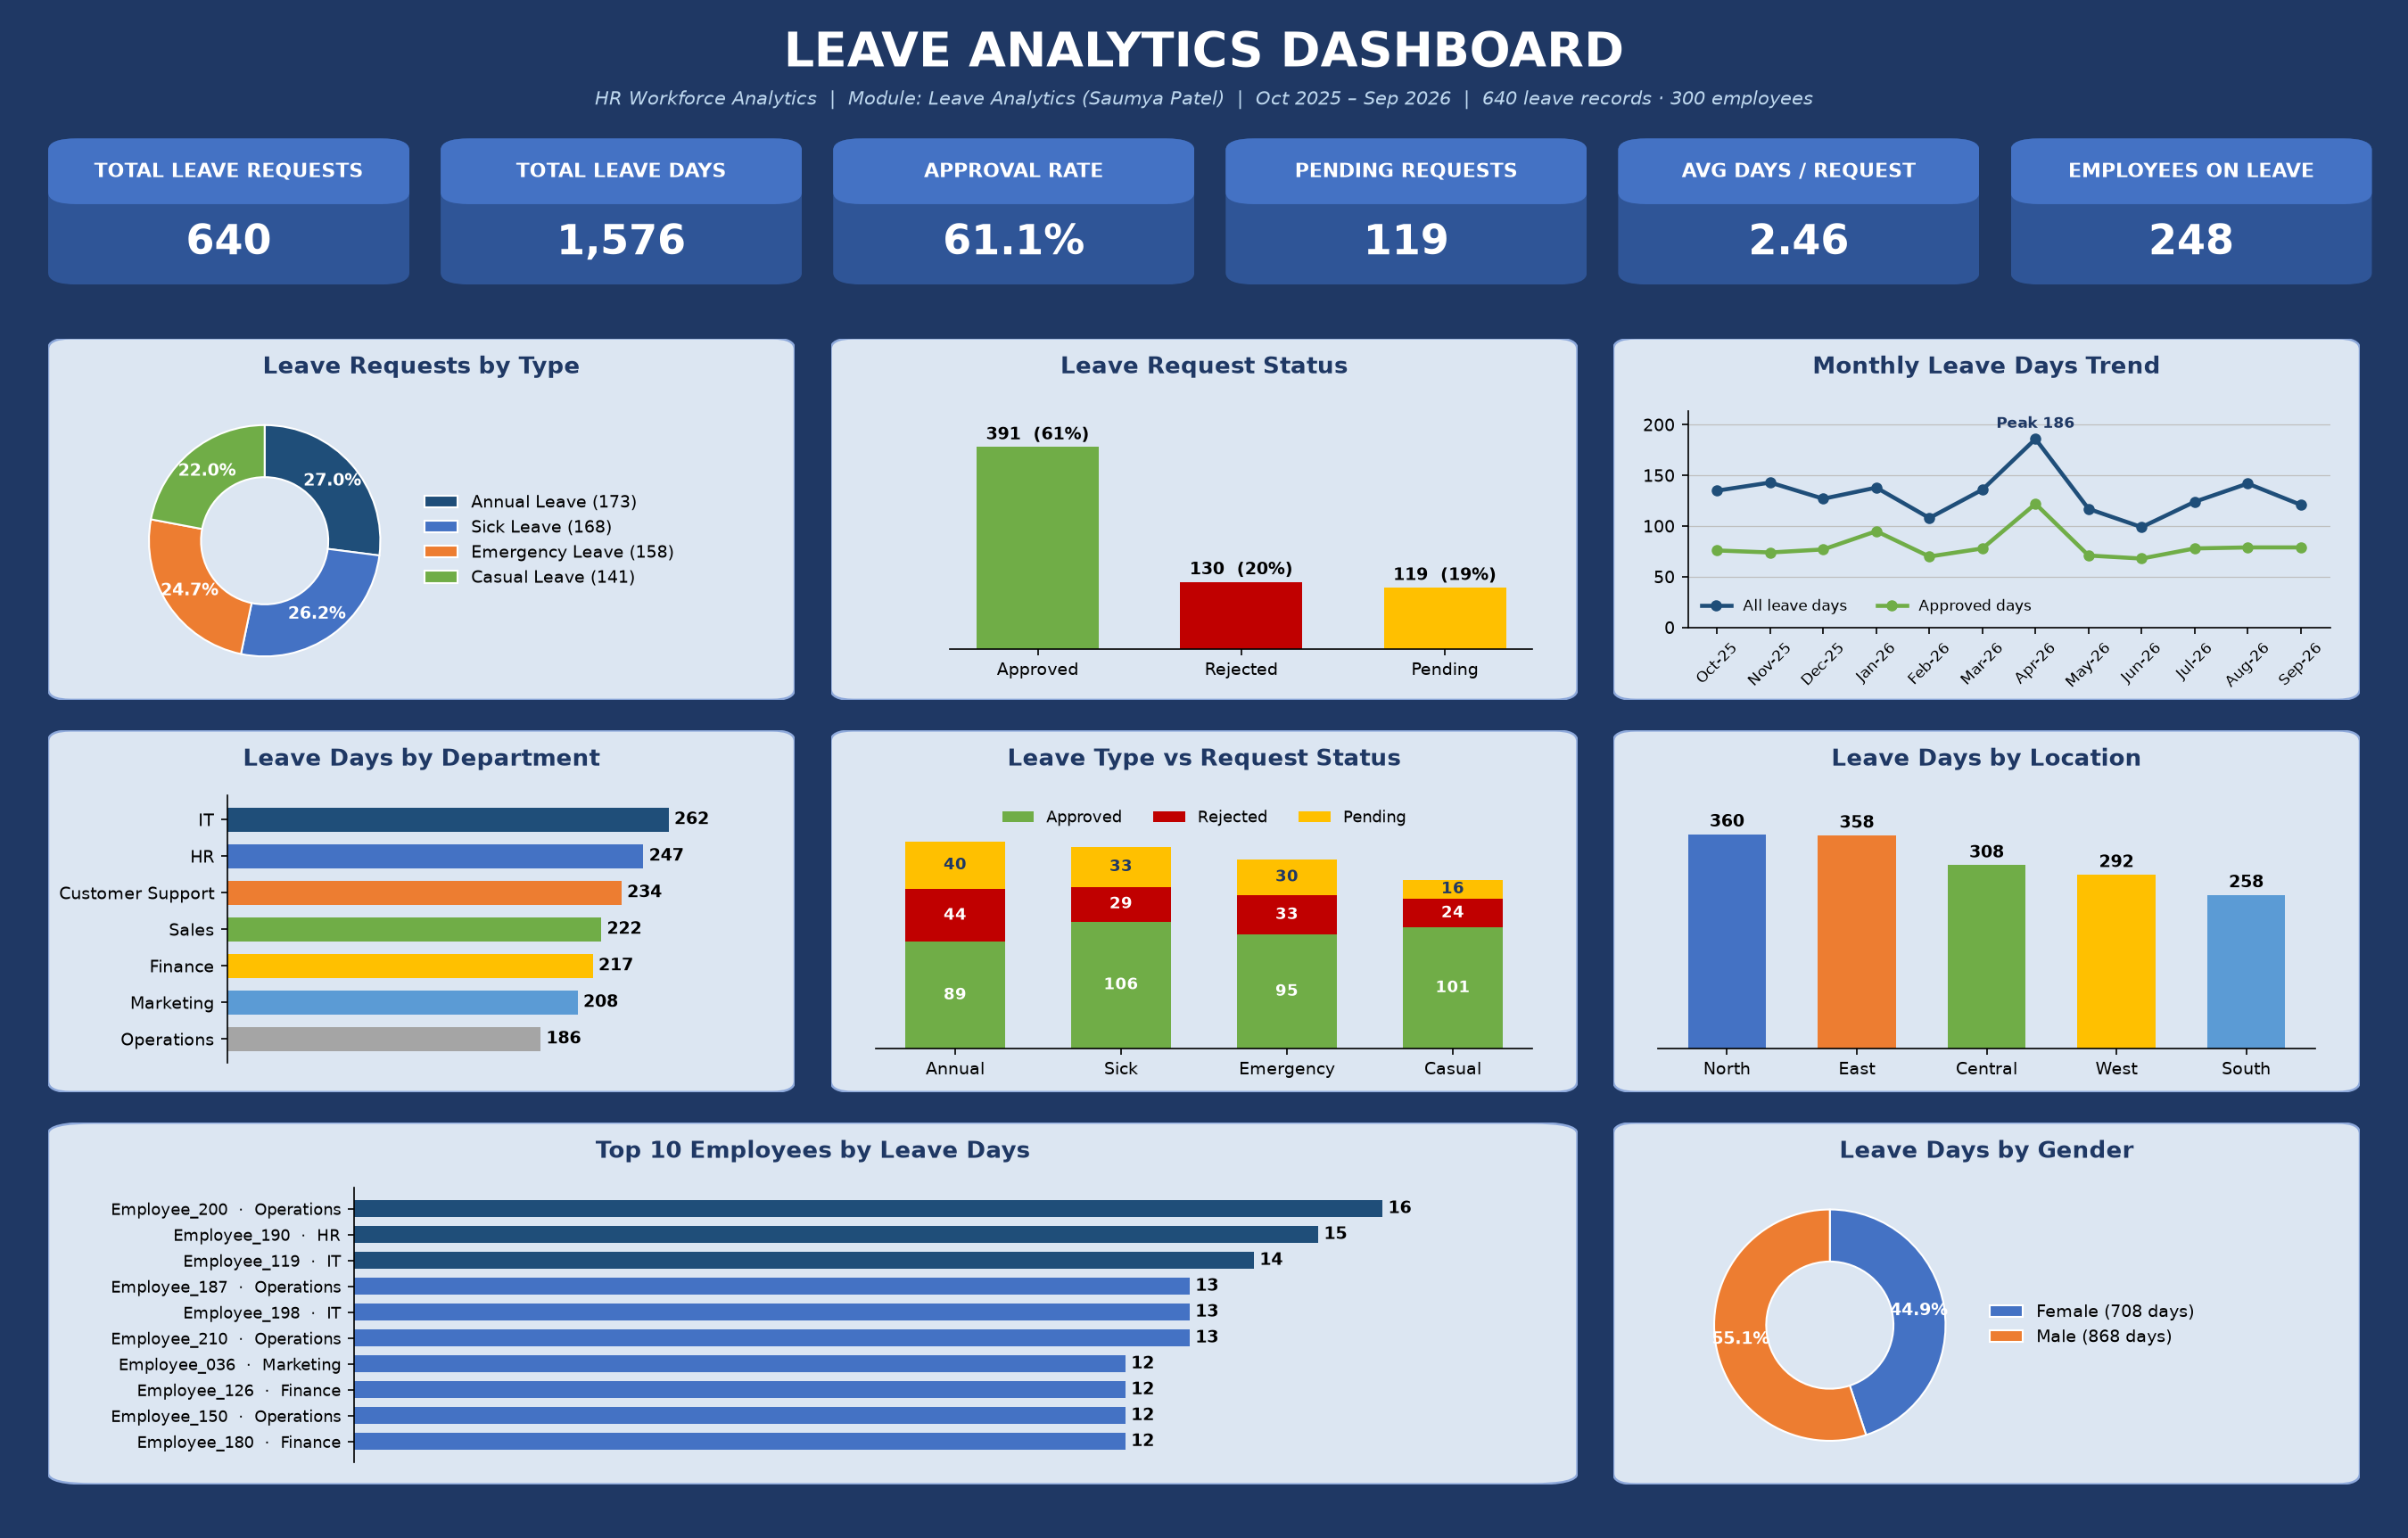 LEAVE ANALYTICS DASHBOARD
HR Workforce Analytics | Module: Leave Analytics (Saumya Patel) | Oct 2025 – Sep 2026 | 640 leave records · 300 employees
TOTAL LEAVE REQUESTS
640
TOTAL LEAVE DAYS
1,576
APPROVAL RATE
61.1%
PENDING REQUESTS
119
AVG DAYS / REQUEST
2.46
EMPLOYEES ON LEAVE
248
Leave Requests by Type
22.0%
27.0%
24.7%
26.2%
Annual Leave (173)
Sick Leave (168)
Emergency Leave (158)
Casual Leave (141)
Leave Request Status
391 (61%)
130 (20%)
119 (19%)
Approved
Rejected
Pending
Monthly Leave Days Trend
Peak 186
200
150
100
50
0
All leave days
Approved days
Oct-25
Nov-25
Dec-25
Jan-26
Feb-26
Mar-26
Apr-26
May-26
Jun-26
Jul-26
Aug-26
Sep-26
Leave Days by Department
IT 262
HR 247
Customer Support 234
Sales 222
Finance 217
Marketing 208
Operations 186
Leave Type vs Request Status
Approved
Rejected
Pending
40
44
89
33
29
106
30
33
95
16
24
101
Annual
Sick
Emergency
Casual
Leave Days by Location
360
358
308
292
258
North
East
Central
West
South
Top 10 Employees by Leave Days
Employee_200 · Operations 16
Employee_190 · HR 15
Employee_119 · IT 14
Employee_187 · Operations 13
Employee_198 · IT 13
Employee_210 · Operations 13
Employee_036 · Marketing 12
Employee_126 · Finance 12
Employee_150 · Operations 12
Employee_180 · Finance 12
Leave Days by Gender
44.9%
55.1%
Female (708 days)
Male (868 days)